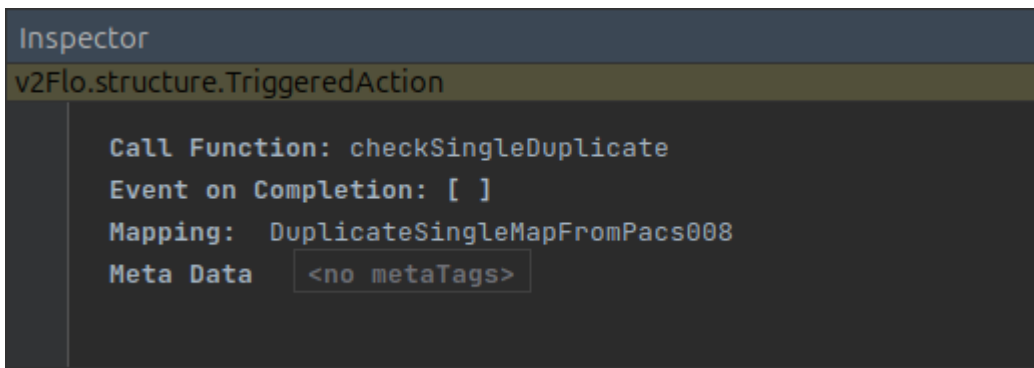 Inspector
v2Flo.structure.TriggeredAction
Call Function: checkSingleDuplicate
Event on Completion: [ ]
Mapping: DuplicateSingleMapFromPacs008
Meta Data <no metaTags>